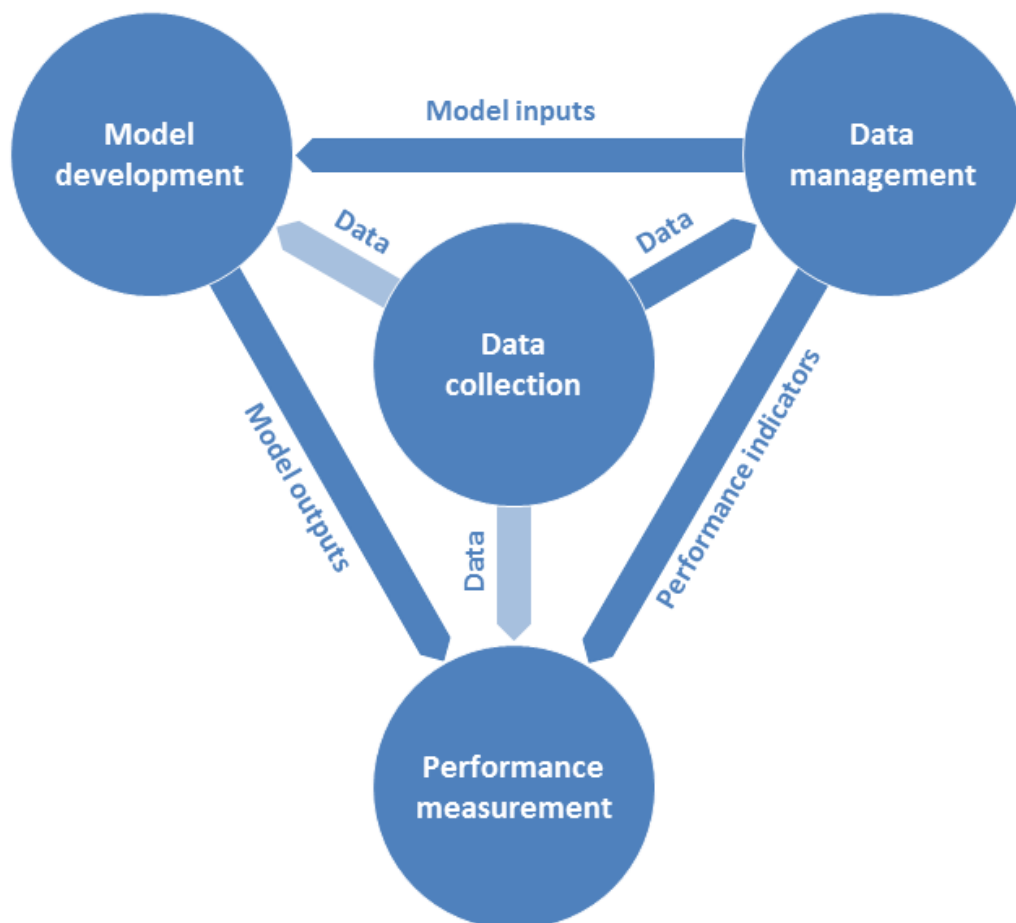 Model inputs
Model
development
Data
management
Data
Data
Data
collection
Model outputs
Performance indicators
Data
Performance
measurement